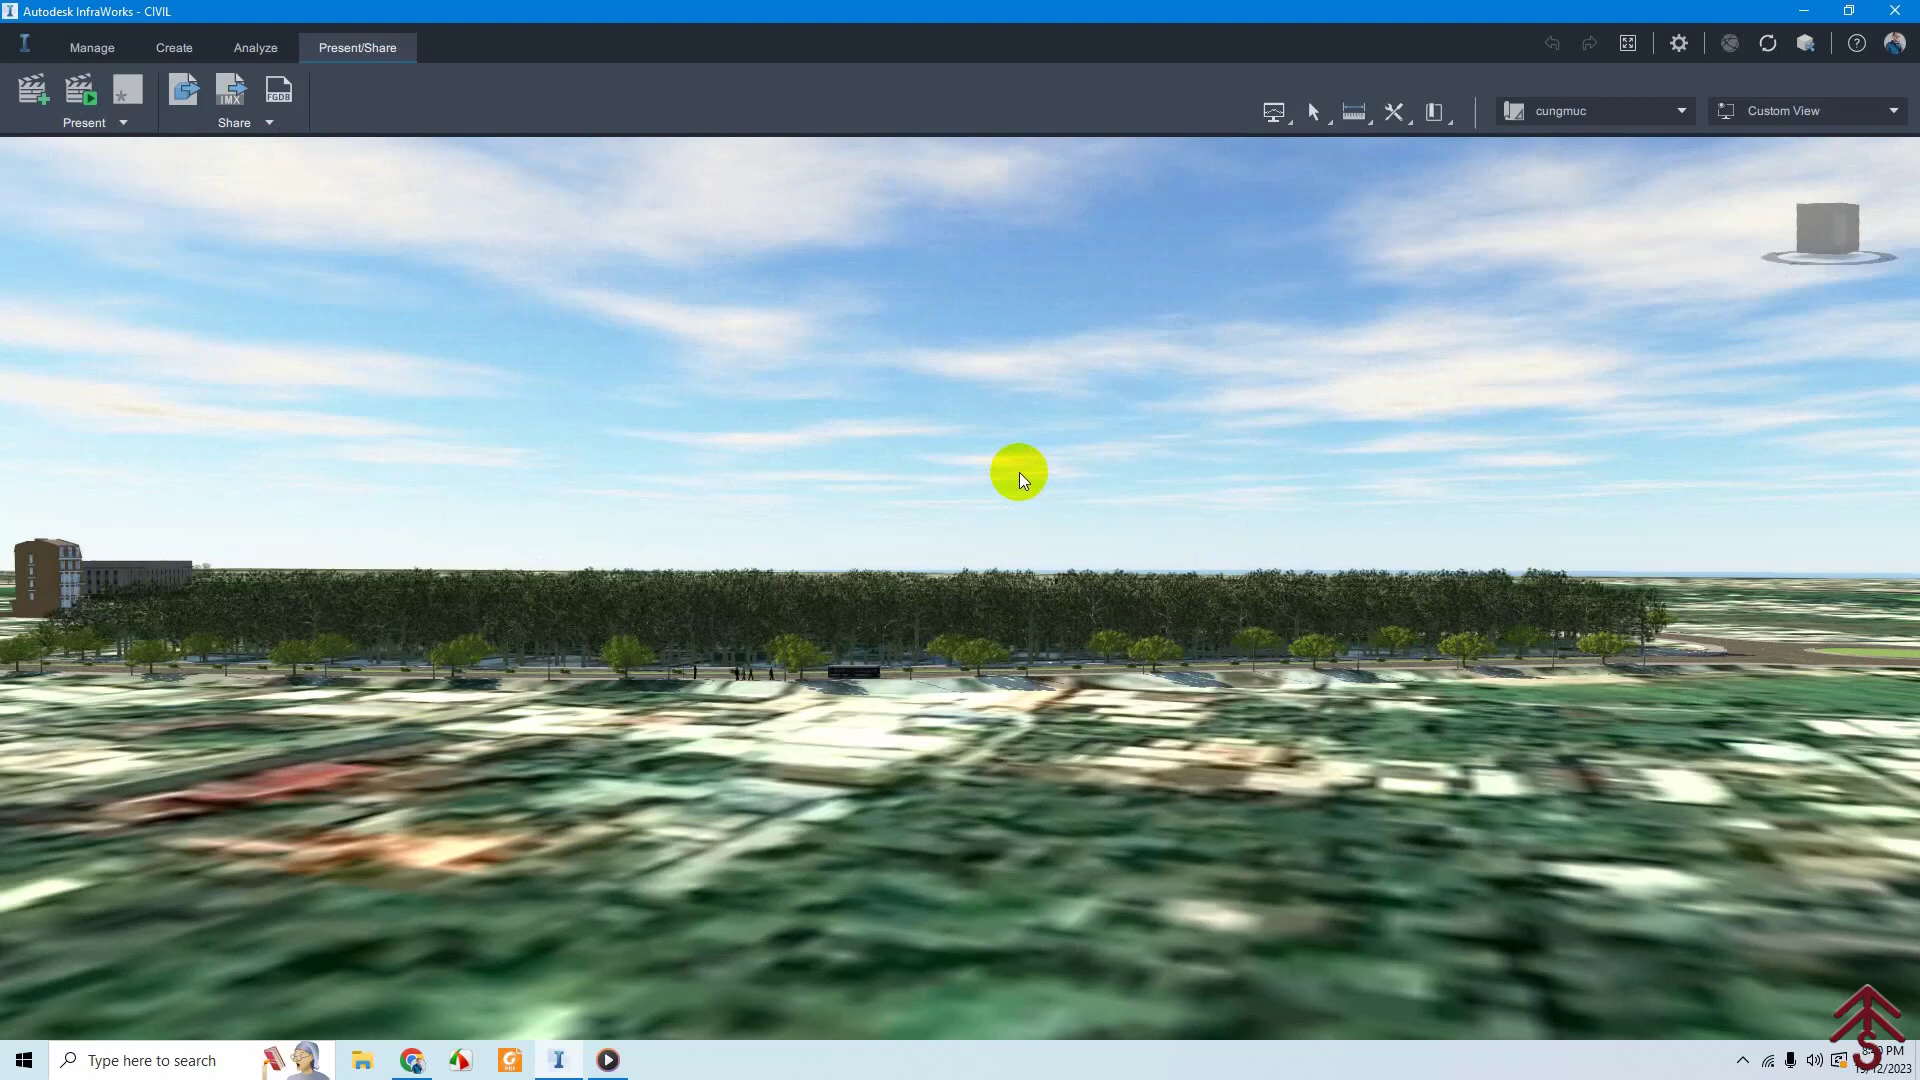 Autodesk InfraWorks - CIVIL
Manage
Create
Analyze
Present/Share
IMX
FGDB
Present
Share
cungmuc
Custom View
Type here to search
PM